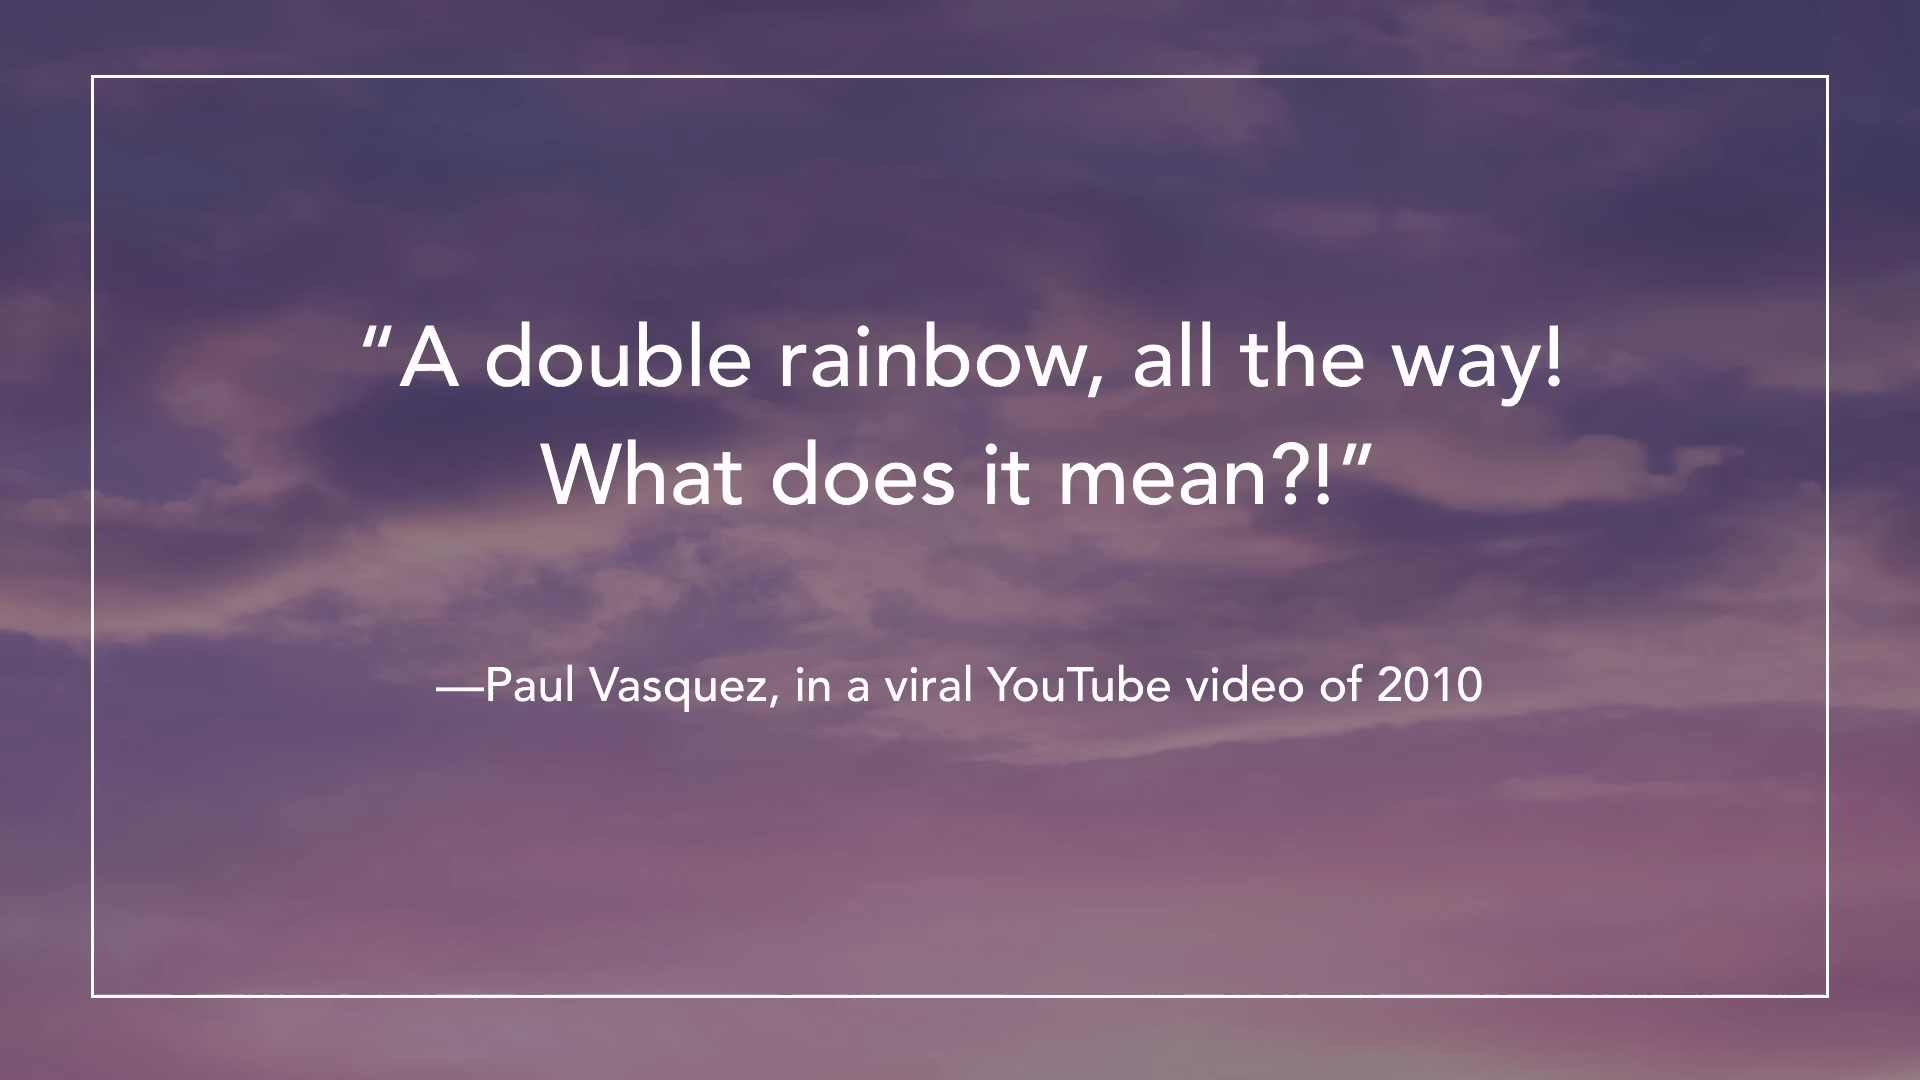 “A double rainbow, all the way!
What does it mean?!”
—Paul Vasquez, in a viral YouTube video of 2010